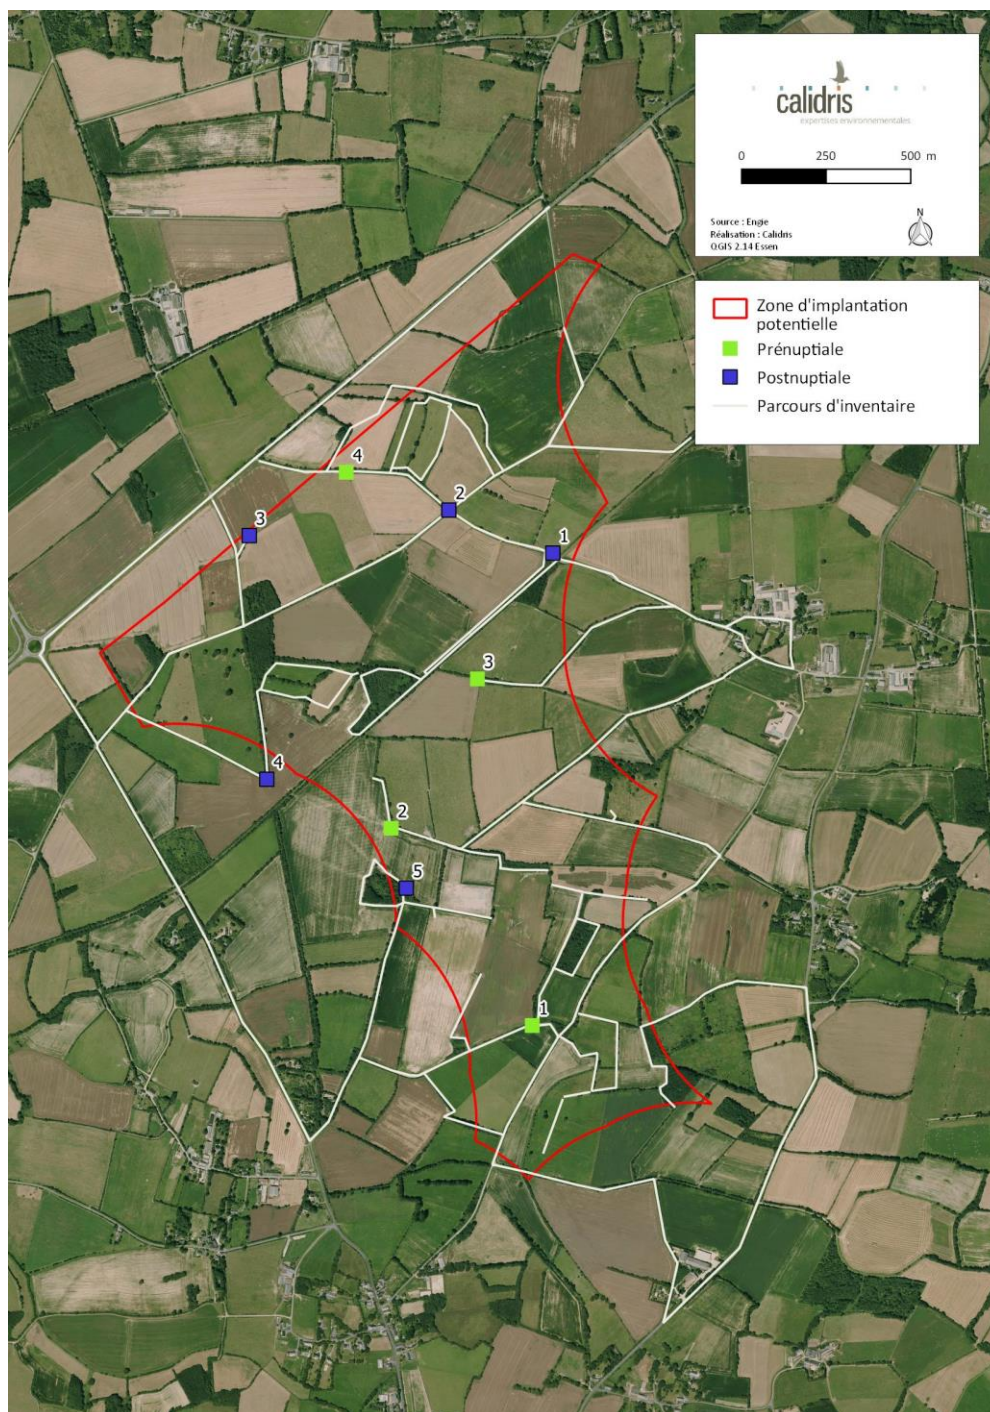 calidris
expertises environnementales
0 250 500 m
Source : Engie
Réalisation : Calidris
QGIS 2.14 Essen
N
Zone d'implantation
potentielle
Prénuptiale
Postnuptiale
Parcours d'inventaire
4
2
3
1
3
4
2
5
1